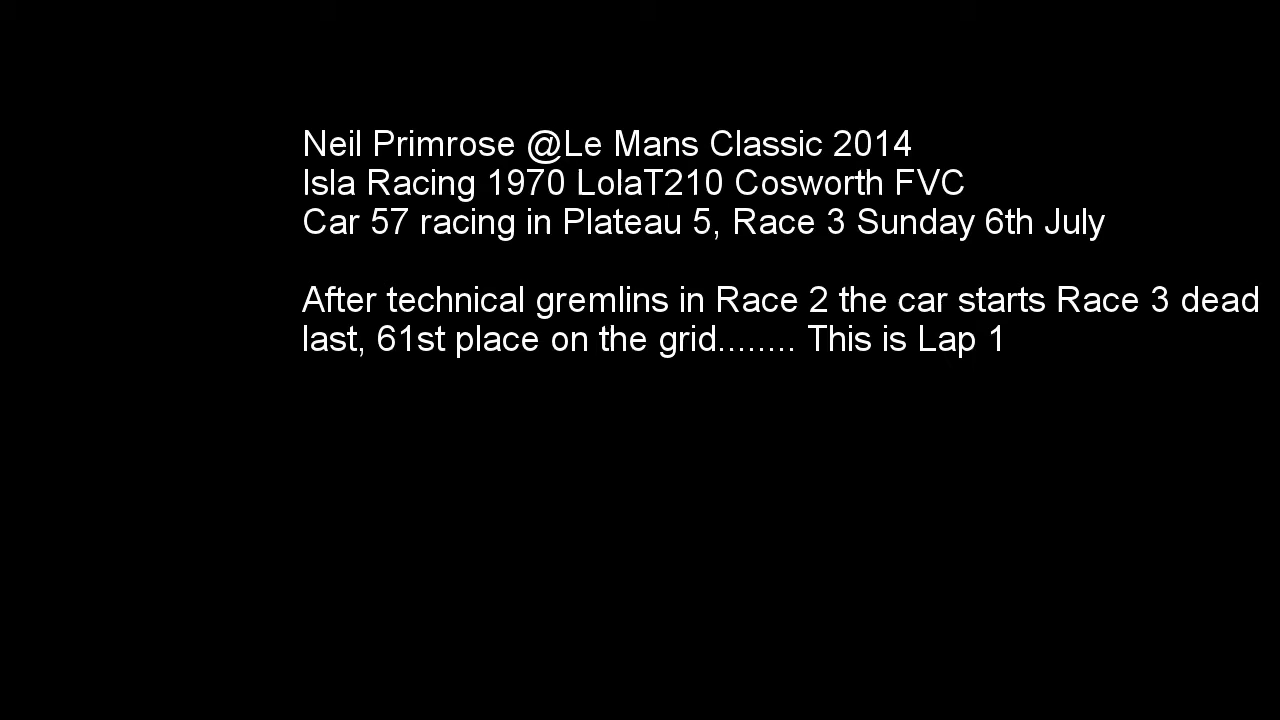 Neil Primrose @Le Mans Classic 2014
Isla Racing 1970 LolaT210 Cosworth FVC
Car 57 racing in Plateau 5, Race 3 Sunday 6th July
After technical gremlins in Race 2 the car starts Race 3 dead
last, 61st place on the grid........ This is Lap 1